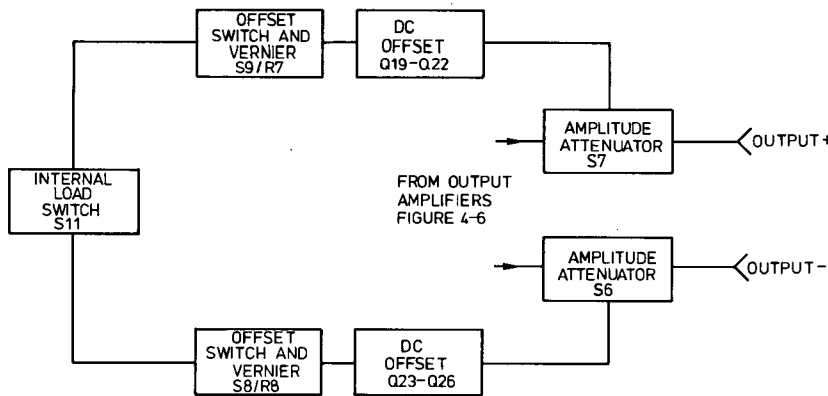 OFFSET
SWITCH AND
VERNIER
S9/R7
DC
OFFSET
Q19-Q22
AMPLITUDE
ATTENUATOR
S7
OUTPUT+
INTERNAL
LOAD
SWITCH
S11
FROM OUTPUT
AMPLIFIERS
FIGURE 4-6
AMPLITUDE
ATTENUATOR
S6
OUTPUT-
OFFSET
SWITCH AND
VERNIER
S8/R8
DC
OFFSET
Q23-Q26